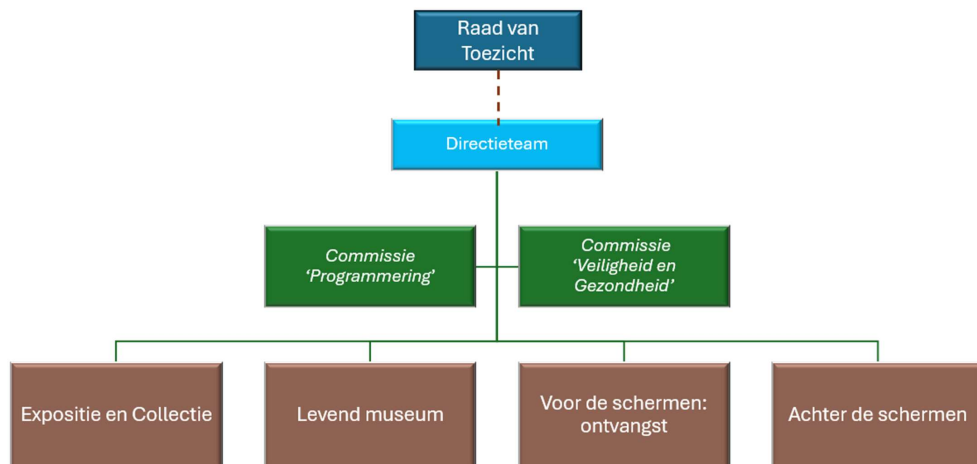 Raad van
Toezicht
Directieteam
Commissie
‘Programmering’
Commissie
‘Veiligheid en
Gezondheid’
Expositie en Collectie
Levend museum
Voor de schermen:
ontvangst
Achter de schermen